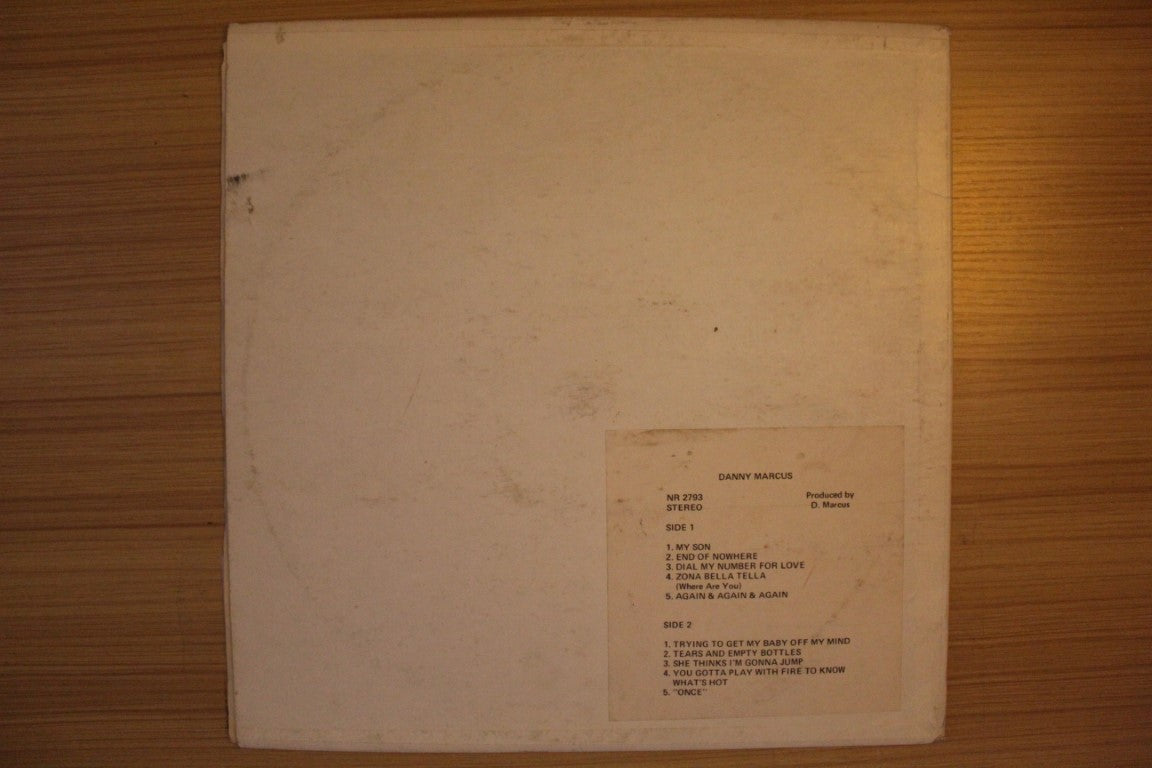 DANNY MARCUS
NR 2793
STEREO
Produced by
D. Marcus
SIDE 1
1. MY SON
2. END OF NOWHERE
3. DIAL MY NUMBER FOR LOVE
4. ZONA BELLA TELLA
(Where Are You)
5. AGAIN & AGAIN & AGAIN
SIDE 2
1. TRYING TO GET MY BABY OFF MY MIND
2. TEARS AND EMPTY BOTTLES
3. SHE THINKS I'M GONNA JUMP
4. YOU GOTTA PLAY WITH FIRE TO KNOW
WHAT'S HOT
5. "ONCE"